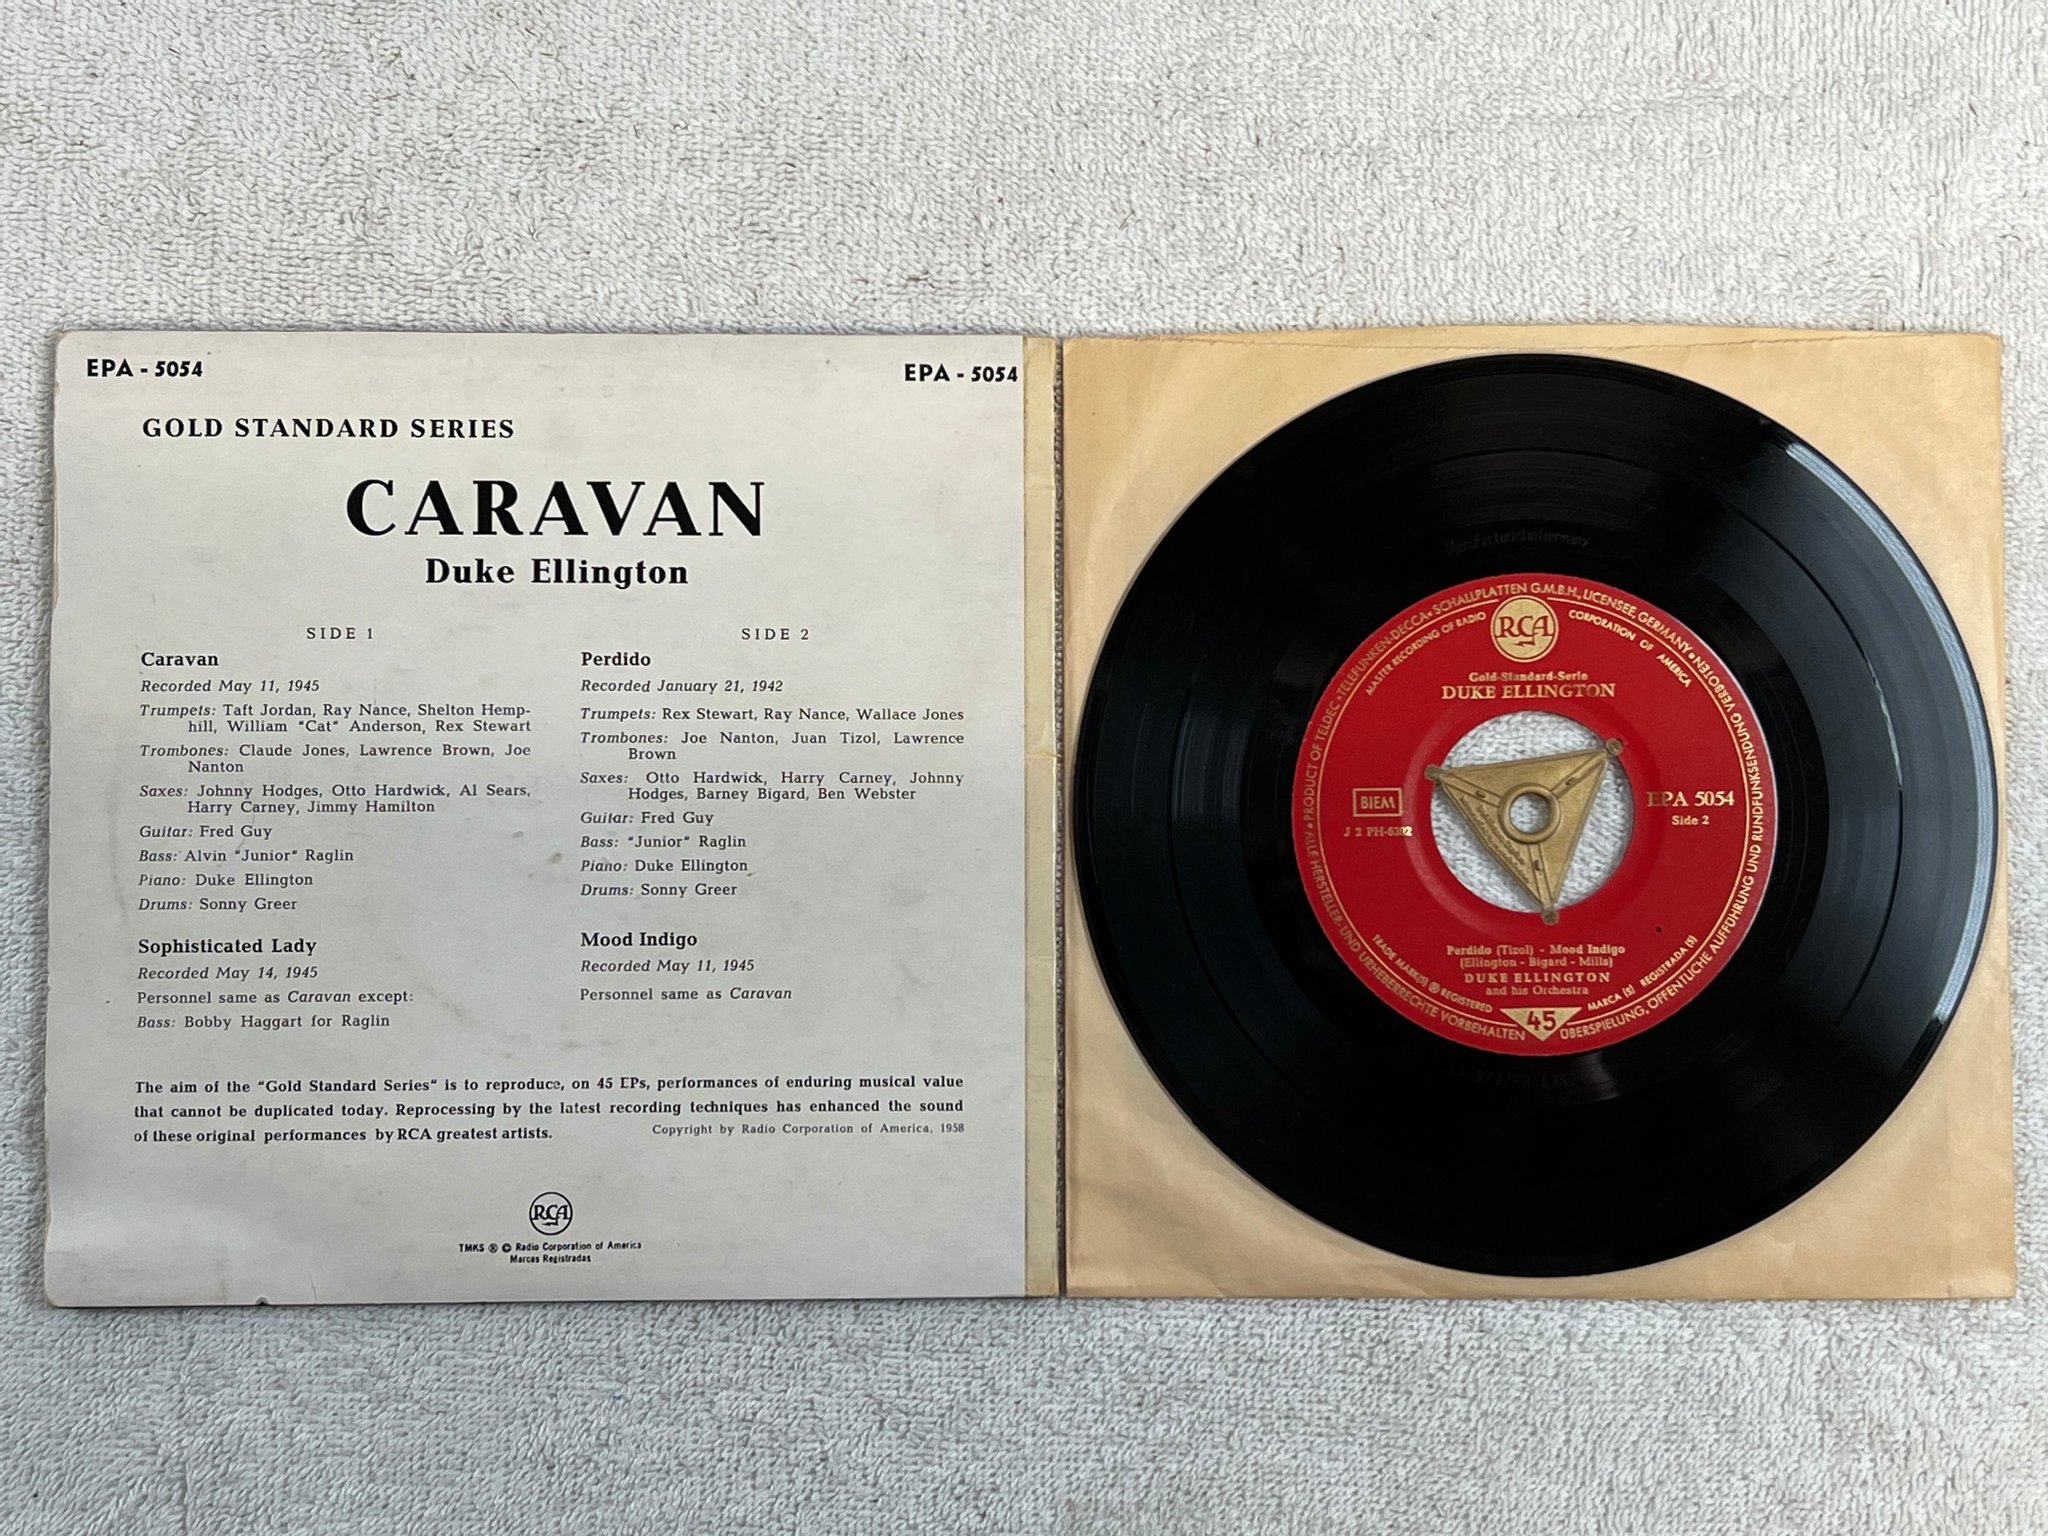 EPA - 5054
EPA - 5054
GOLD STANDARD SERIES
CARAVAN
Duke Ellington
SIDE 1
Caravan
Recorded May 11, 1945
Trumpets: Taft Jordan, Ray Nance, Shelton Hemp-
hill, William "Cat" Anderson, Rex Stewart
Trombones: Claude Jones, Lawrence Brown, Joe
Nanton
Saxes: Johnny Hodges, Otto Hardwick, Al Sears,
Harry Carney, Jimmy Hamilton
Guitar: Fred Guy
Bass: Alvin "Junior" Raglin
Piano: Duke Ellington
Drums: Sonny Greer
Sophisticated Lady
Recorded May 14, 1945
Personnel same as Caravan except:
Bass: Bobby Haggart for Raglin
SIDE 2
Perdido
Recorded January 21, 1942
Trumpets: Rex Stewart, Ray Nance, Wallace Jones
Trombones: Joe Nanton, Juan Tizol, Lawrence
Brown
Saxes: Otto Hardwick, Harry Carney, Johnny
Hodges, Barney Bigard, Ben Webster
Guitar: Fred Guy
Bass: "Junior" Raglin
Piano: Duke Ellington
Drums: Sonny Greer
Mood Indigo
Recorded May 11, 1945
Personnel same as Caravan
The aim of the "Gold Standard Series" is to reproduce, on 45 EPs, performances of enduring musical value
that cannot be duplicated today. Reprocessing by the latest recording techniques has enhanced the sound
of these original performances by RCA greatest artists.
Copyright by Radio Corporation of America, 1958
RCA
TMKS ® © Radio Corporation of America
Marcas Registradas
Manufactured in Germany
"TELEFUNKEN-DECCA" SCHALLPLATTEN G.M.B.H., LICENSEE, GERMANY • NACHDRUCK
MASTER RECORDING OF RADIO CORPORATION OF AMERICA
RCA
Gold-Standard-Serie
DUKE ELLINGTON
BIEM
J 2 PH-6392
EPA 5054
Side 2
Perdido (Tizol) - Mood Indigo
(Ellington - Bigard - Mills)
DUKE ELLINGTON
and his Orchestra
TRADE MARK(S) ® REGISTERED
MARCA (S) REGISTRADA (S)
45
PRODUCT OF TELDEC
ALLE HERSTELLER- UND URHEBERRECHTE VORBEHALTEN
ÜBERSPIELUNG, ÖFFENTLICHE AUFFÜHRUNG UND RUNDFUNKSENDUNG VERBOTEN